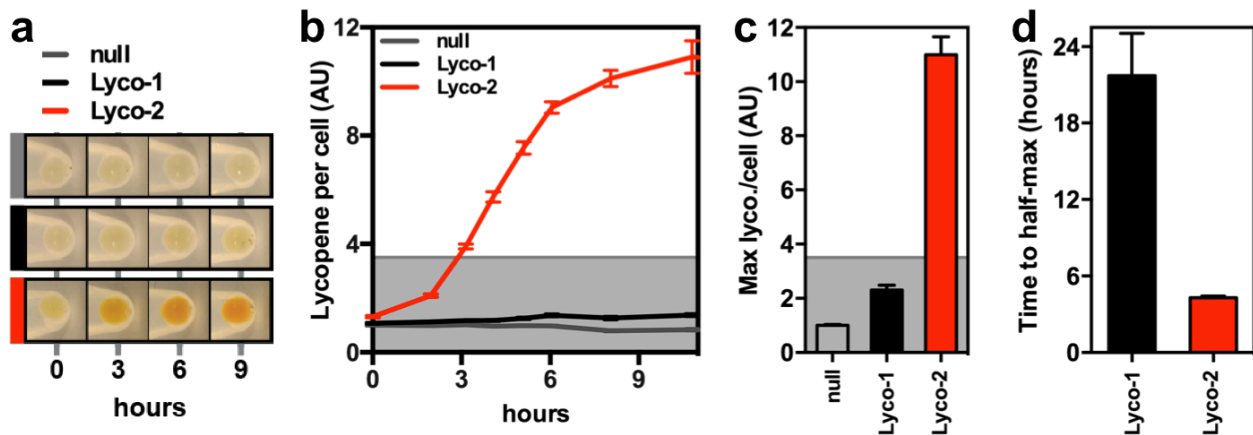 a
null
Lyco-1
Lyco-2
0 3 6 9
hours
b
12
8
4
0
Lycopene per cell (AU)
null
Lyco-1
Lyco-2
0 3 6 9
hours
c
12
10
8
6
4
2
0
Max lyco./cell (AU)
null
Lyco-1
Lyco-2
d
24
18
12
6
0
Time to half-max (hours)
Lyco-1
Lyco-2